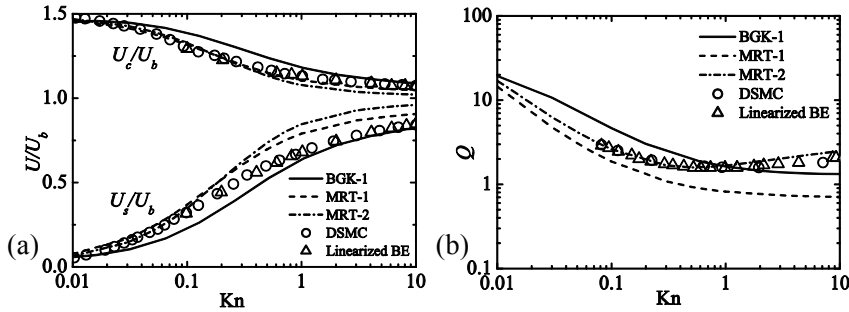 1.5
1.0
0.5
0.0
U/U_b
U_c/U_b
U_s/U_b
BGK-1
MRT-1
MRT-2
DSMC
Linearized BE
(a)
0.01
0.1
1
10
Kn
100
10
1
0.1
Q
BGK-1
MRT-1
MRT-2
DSMC
Linearized BE
(b)
0.01
0.1
1
10
Kn